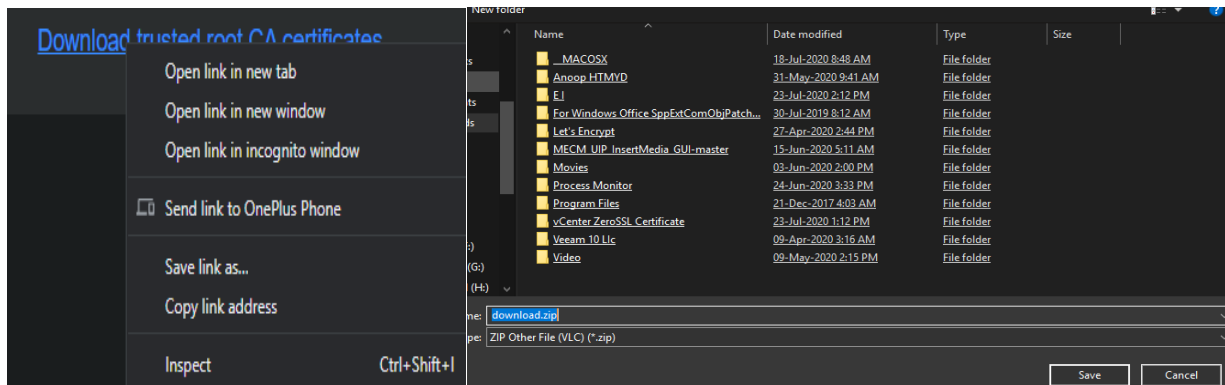 Download trusted root CA certificates
Open link in new tab
Open link in new window
Open link in incognito window
Send link to OnePlus Phone
Save link as...
Copy link address
Inspect Ctrl+Shift+I
New folder
Name Date modified Type Size
__MACOSX 18-Jul-2020 8:48 AM File folder
Anoop HTMYD 31-May-2020 9:41 AM File folder
E I 23-Jul-2020 2:12 PM File folder
For Windows Office SppExtComObjPatch... 30-Jul-2019 8:12 AM File folder
Let's Encrypt 27-Apr-2020 2:44 PM File folder
MECM_UIP_InsertMedia_GUI-master 15-Jun-2020 5:11 AM File folder
Movies 03-Jun-2020 2:00 PM File folder
Process Monitor 24-Jun-2020 3:33 PM File folder
Program Files 21-Dec-2017 4:03 AM File folder
vCenter ZeroSSL Certificate 23-Jul-2020 1:12 PM File folder
Veeam 10 Llc 09-Apr-2020 3:16 AM File folder
Video 09-May-2020 2:15 PM File folder
(G:)
(H:)
me: download.zip
pe: ZIP Other File (VLC) (*.zip)
Save Cancel